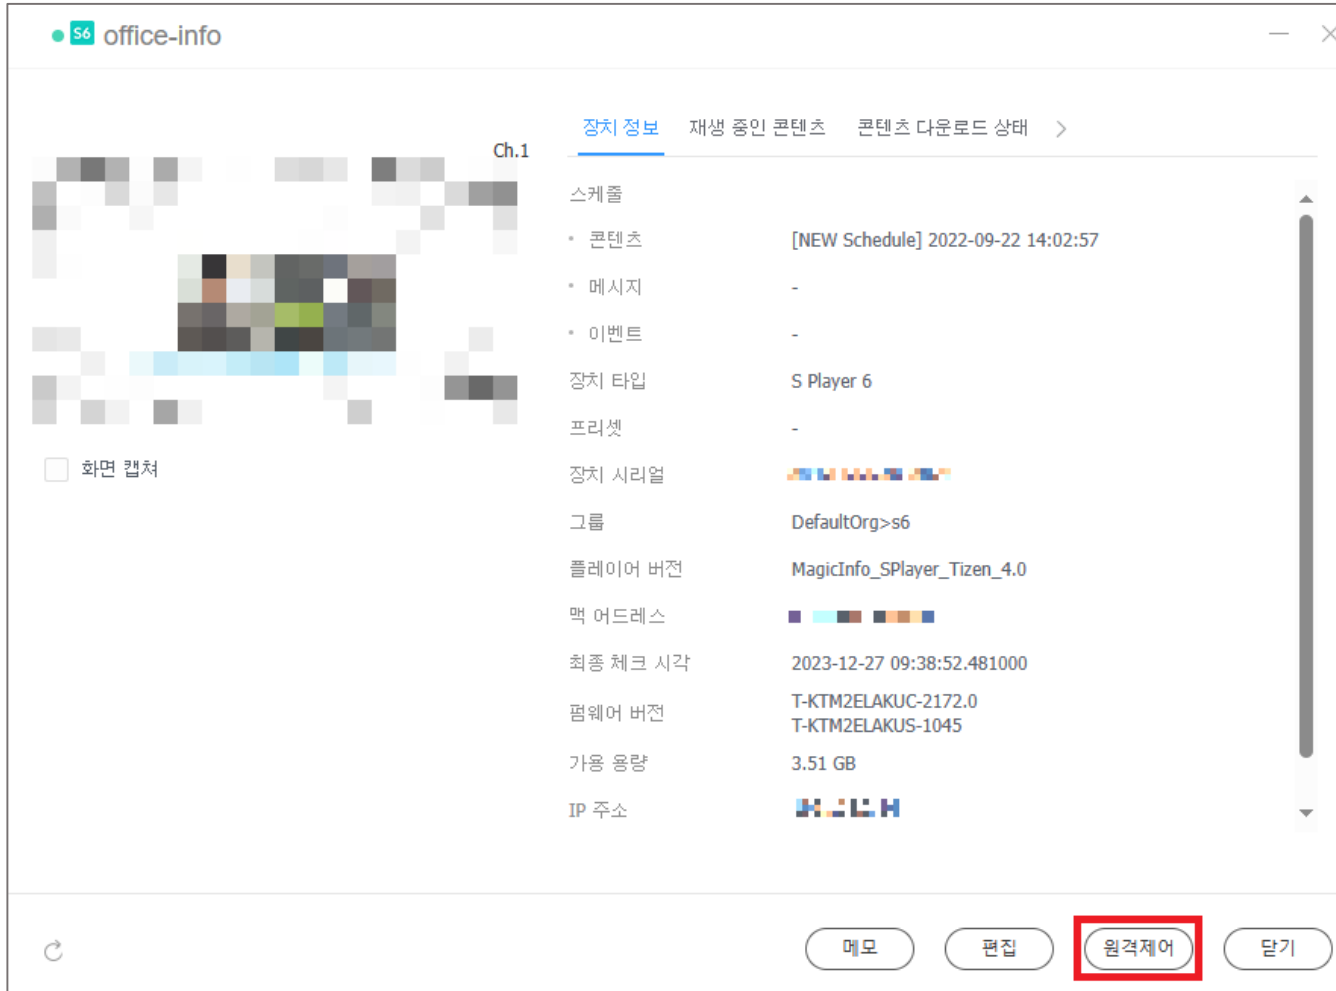 S6 office-info
장치 정보 재생 중인 콘텐츠 콘텐츠 다운로드 상태
Ch.1
스케줄
• 콘텐츠 [NEW Schedule] 2022-09-22 14:02:57
• 메시지 -
• 이벤트 -
장치 타입 S Player 6
프리셋 -
화면 캡쳐
장치 시리얼
그룹 DefaultOrg>s6
플레이어 버전 MagicInfo_SPlayer_Tizen_4.0
맥 어드레스
최종 체크 시각 2023-12-27 09:38:52.481000
펌웨어 버전 T-KTM2ELAKUC-2172.0
T-KTM2ELAKUS-1045
가용 용량 3.51 GB
IP 주소
메모 편집 원격제어 닫기